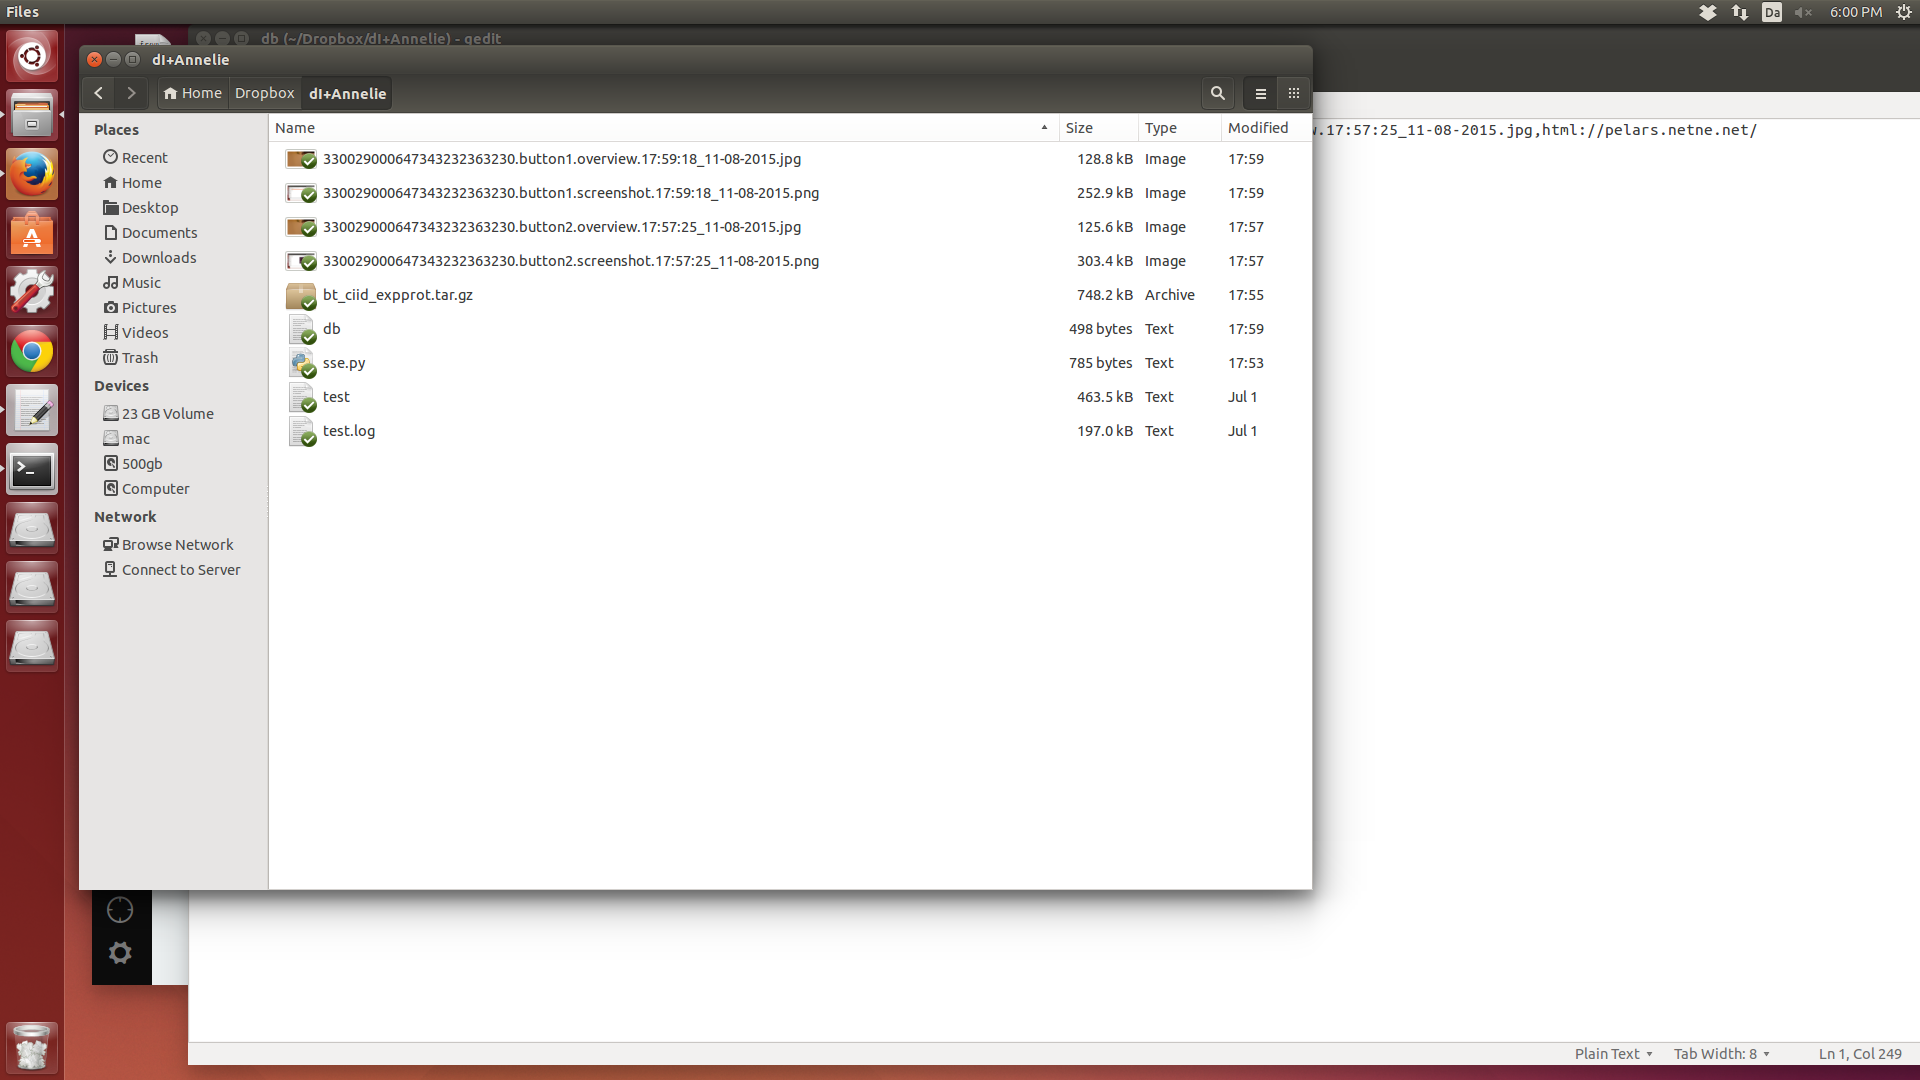 Files
Da
6:00 PM
db (~/Dropbox/dI+Annelie) - gedit
dI+Annelie
Home Dropbox dI+Annelie
.17:57:25_11-08-2015.jpg,html://pelars.netne.net/
Places
Recent
Home
Desktop
Documents
Downloads
Music
Pictures
Videos
Trash
Devices
23 GB Volume
mac
500gb
Computer
Network
Browse Network
Connect to Server
Name Size Type Modified
330029000647343232363230.button1.overview.17:59:18_11-08-2015.jpg 128.8 kB Image 17:59
330029000647343232363230.button1.screenshot.17:59:18_11-08-2015.png 252.9 kB Image 17:59
330029000647343232363230.button2.overview.17:57:25_11-08-2015.jpg 125.6 kB Image 17:57
330029000647343232363230.button2.screenshot.17:57:25_11-08-2015.png 303.4 kB Image 17:57
bt_ciid_expprot.tar.gz 748.2 kB Archive 17:55
db 498 bytes Text 17:59
sse.py 785 bytes Text 17:53
test 463.5 kB Text Jul 1
test.log 197.0 kB Text Jul 1
Plain Text Tab Width: 8 Ln 1, Col 249